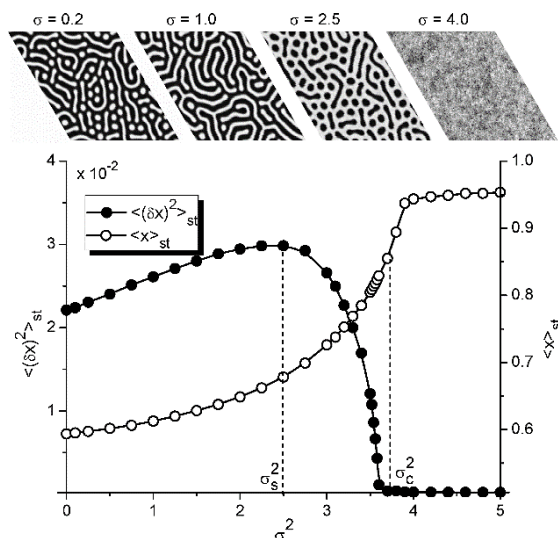 σ = 0.2 σ = 1.0 σ = 2.5 σ = 4.0
x 10⁻²
<(δx)²>st
<x>st
<(δx)²>st
4
3
2
1
1.0
0.9
0.8
0.7
0.6
<x>st
σs² σc²
0 1 2 3 4 5
σ²